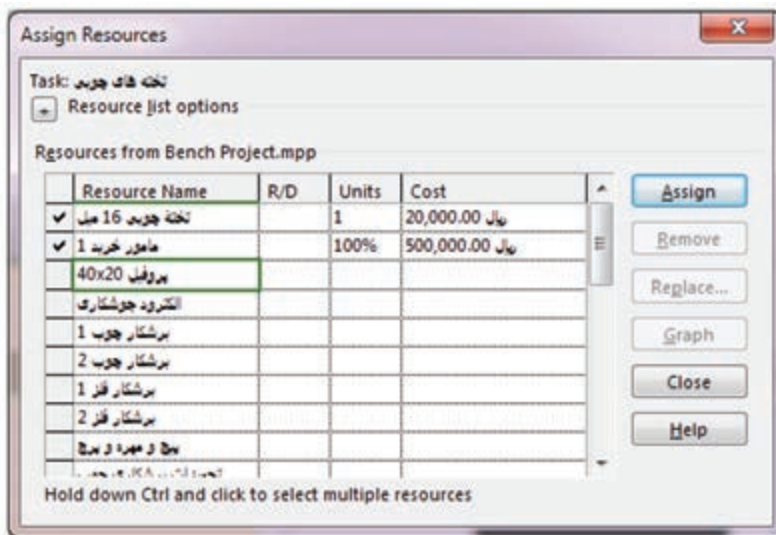 Assign Resources
Task: تخته های چوبی
Resource list options
Resources from Bench Project.mpp
Resource Name R/D Units Cost
تختهٔ چوبی 16 میل 1 20,000.00 ریال
مامور خرید 1 100% 500,000.00 ریال
پروفیل 40x20
الکترود جوشکاری
برشکار چوب 1
برشکار چوب 2
برشکار فلز 1
برشکار فلز 2
پیچ و مهره و پرچ
Assign
Remove
Replace...
Graph
Close
Help
Hold down Ctrl and click to select multiple resources